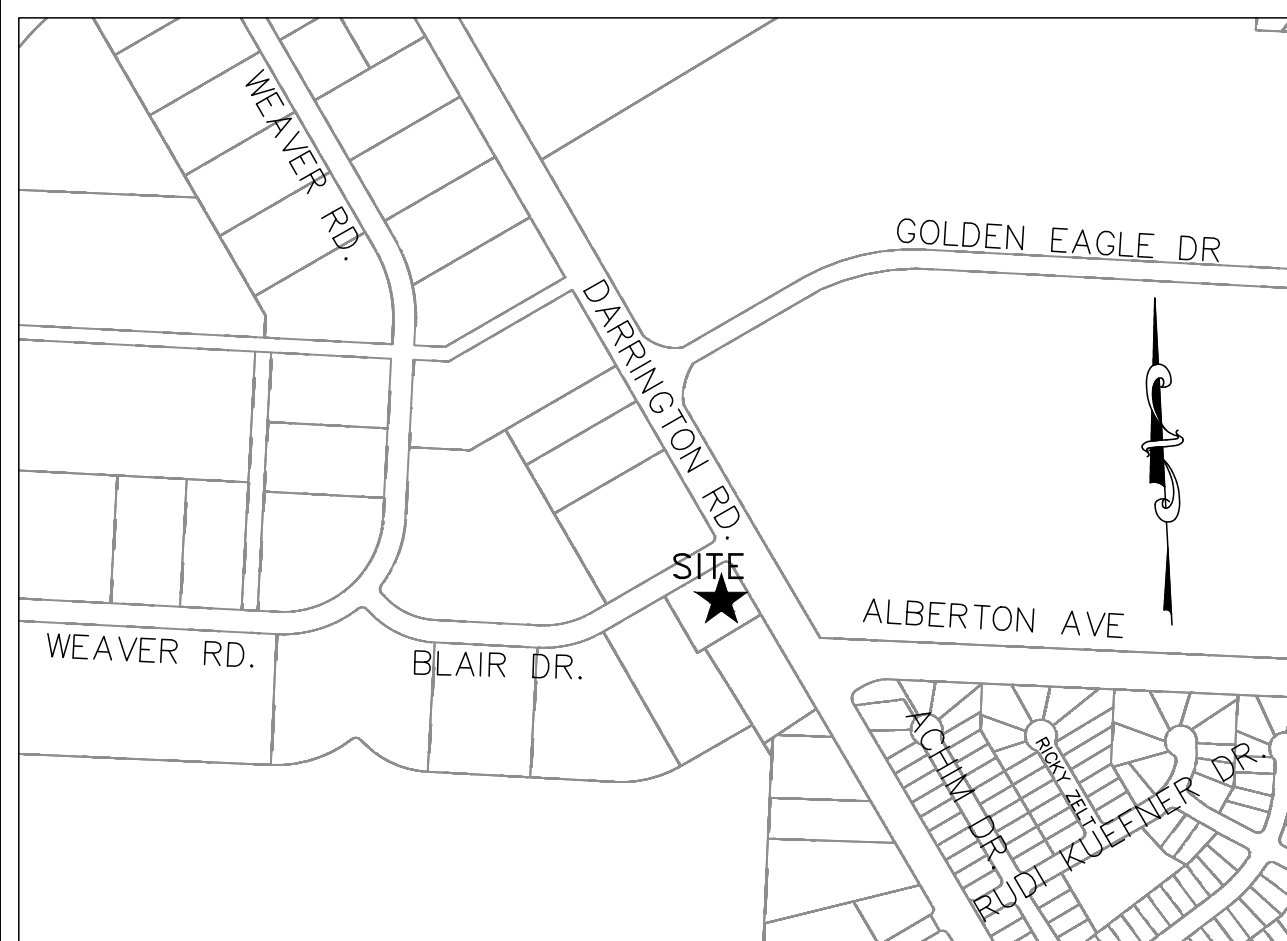 WEAVER RD.
GOLDEN EAGLE DR
DARRINGTON RD.
SITE
ALBERTON AVE
WEAVER RD.
BLAIR DR.
ACHIM DR.
RICKY ZELT
RUDI KUEFNER DR.